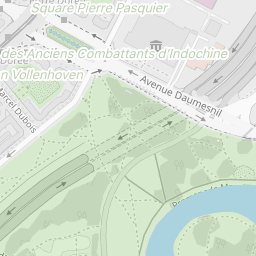 Square Pierre Pasquier
des Anciens Combattants d'Indochine
n Vollenhoven
Avenue Daumesnil
Marcel Dubois